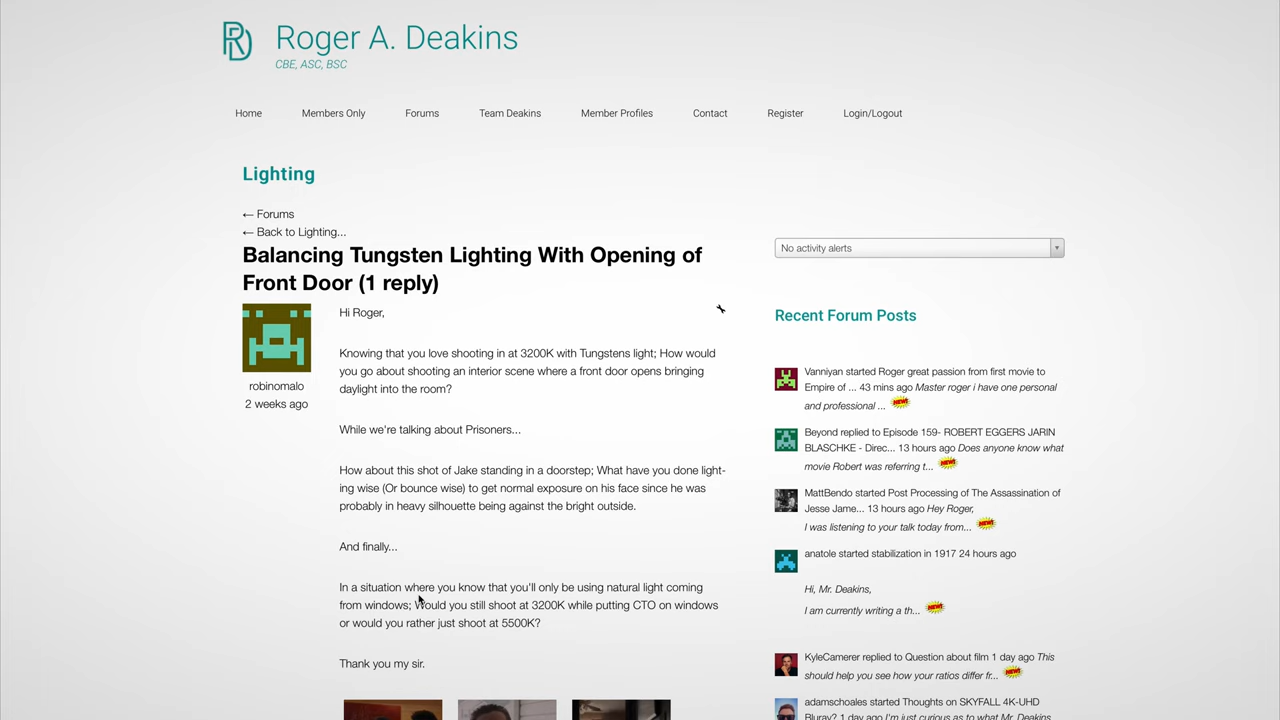 Roger A. Deakins
CBE, ASC, BSC
Home Members Only Forums Team Deakins Member Profiles Contact Register Login/Logout
Lighting
← Forums
← Back to Lighting...
Balancing Tungsten Lighting With Opening of
Front Door (1 reply)
robinomalo
2 weeks ago
Hi Roger,
Knowing that you love shooting in at 3200K with Tungstens light; How would
you go about shooting an interior scene where a front door opens bringing
daylight into the room?
While we're talking about Prisoners...
How about this shot of Jake standing in a doorstep; What have you done light-
ing wise (Or bounce wise) to get normal exposure on his face since he was
probably in heavy silhouette being against the bright outside.
And finally...
In a situation where you know that you'll only be using natural light coming
from windows; Would you still shoot at 3200K while putting CTO on windows
or would you rather just shoot at 5500K?
Thank you my sir.
No activity alerts
Recent Forum Posts
Vanniyan started Roger great passion from first movie to
Empire of ... 43 mins ago Master roger i have one personal
and professional ... NEW!
Beyond replied to Episode 159- ROBERT EGGERS JARIN
BLASCHKE - Direc... 13 hours ago Does anyone know what
movie Robert was referring t... NEW!
MattBendo started Post Processing of The Assassination of
Jesse Jame... 13 hours ago Hey Roger,
I was listening to your talk today from... NEW!
anatole started stabilization in 1917 24 hours ago
Hi, Mr. Deakins,
I am currently writing a th... NEW!
KyleCamerer replied to Question about film 1 day ago This
should help you see how your ratios differ fr... NEW!
adamschoales started Thoughts on SKYFALL 4K-UHD
Bluray? 1 day ago I'm just curious as to what Mr. Deakins